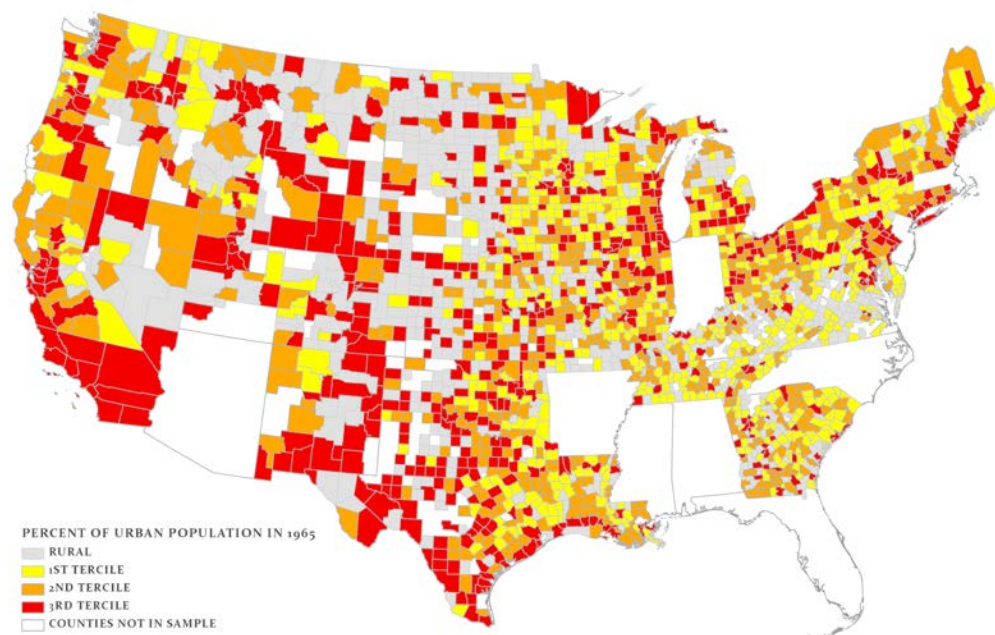 PERCENT OF URBAN POPULATION IN 1965
RURAL
1ST TERCILE
2ND TERCILE
3RD TERCILE
COUNTIES NOT IN SAMPLE